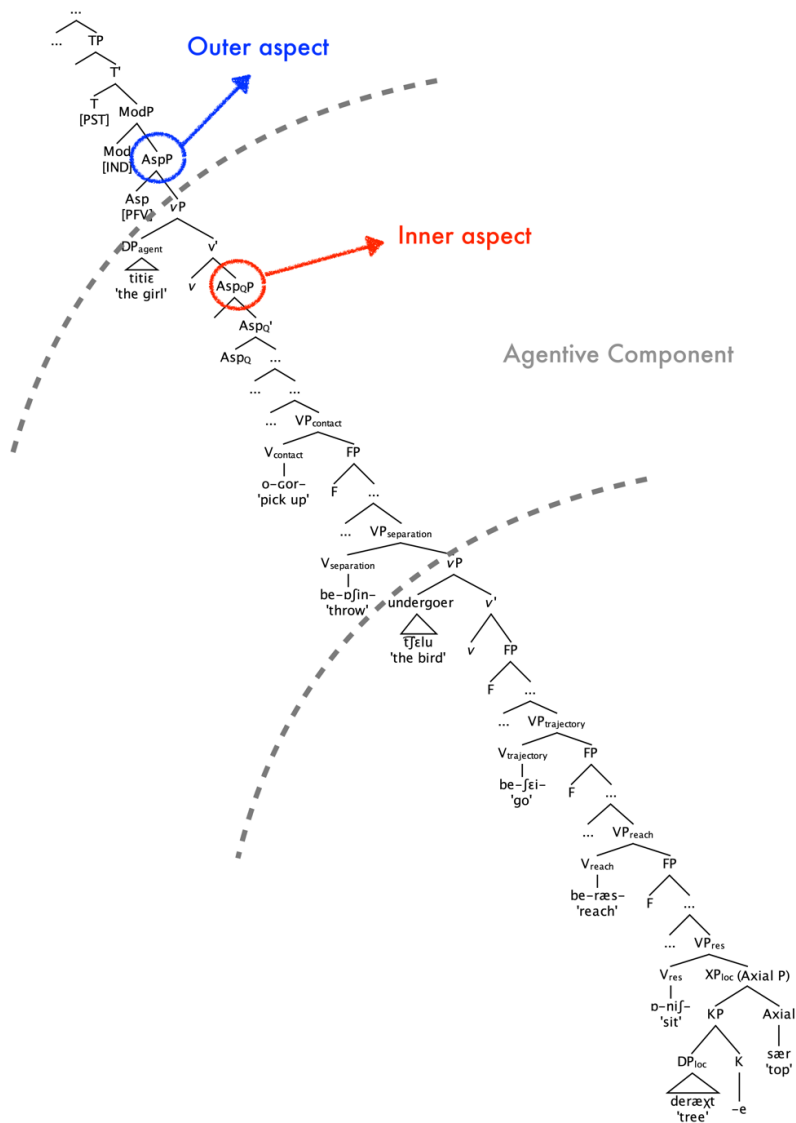 ...
... TP
Outer aspect
T'
T ModP
[PST]
Mod AspP
[IND]
Asp vP
[PFV]
DPagent v'
Inner aspect
titiɛ v AspQP
'the girl'
AspQ'
AspQ ...
Agentive Component
... ...
... VPcontact
Vcontact FP
o-ɢor- F ...
'pick up'
... VPseparation
Vseparation vP
be-ɒʃin- undergoer v'
'throw'
t͡ʃɛlu v FP
'the bird'
F ...
... VPtrajectory
Vtrajectory FP
be-ʃɛi- F ...
'go'
... VPreach
Vreach FP
be-ræs- F ...
'reach'
... VPres
Vres XPloc (Axial P)
ɒ-niʃ- KP Axial
'sit'
DPloc K sær
'top'
deræχt -e
'tree'